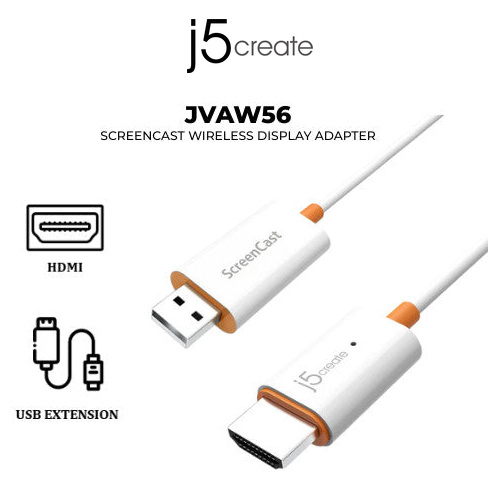 j5create
JVAW56
SCREENCAST WIRELESS DISPLAY ADAPTER
HDMI
ScreenCast
j5create
USB EXTENSION